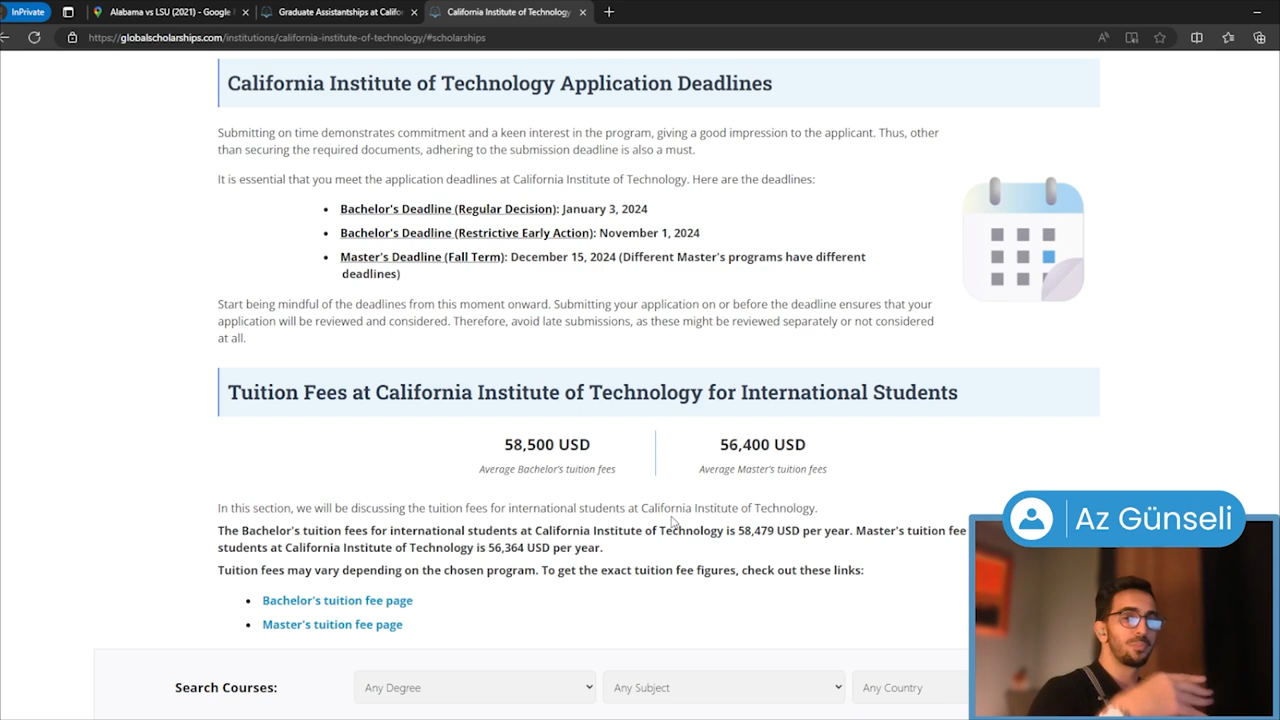 InPrivate
Alabama vs LSU (2021) - Google
Graduate Assistantships at Califo
California Institute of Technology
https://globalscholarships.com/institutions/california-institute-of-technology/#scholarships
California Institute of Technology Application Deadlines
Submitting on time demonstrates commitment and a keen interest in the program, giving a good impression to the applicant. Thus, other
than securing the required documents, adhering to the submission deadline is also a must.
It is essential that you meet the application deadlines at California Institute of Technology. Here are the deadlines:
• Bachelor's Deadline (Regular Decision): January 3, 2024
• Bachelor's Deadline (Restrictive Early Action): November 1, 2024
• Master's Deadline (Fall Term): December 15, 2024 (Different Master's programs have different
deadlines)
Start being mindful of the deadlines from this moment onward. Submitting your application on or before the deadline ensures that your
application will be reviewed and considered. Therefore, avoid late submissions, as these might be reviewed separately or not considered
at all.
Tuition Fees at California Institute of Technology for International Students
58,500 USD
Average Bachelor's tuition fees
56,400 USD
Average Master's tuition fees
In this section, we will be discussing the tuition fees for international students at California Institute of Technology.
The Bachelor's tuition fees for international students at California Institute of Technology is 58,479 USD per year. Master's tuition fee
students at California Institute of Technology is 56,364 USD per year.
Tuition fees may vary depending on the chosen program. To get the exact tuition fee figures, check out these links:
• Bachelor's tuition fee page
• Master's tuition fee page
Search Courses:
Any Degree
Any Subject
Any Country
Az Günseli